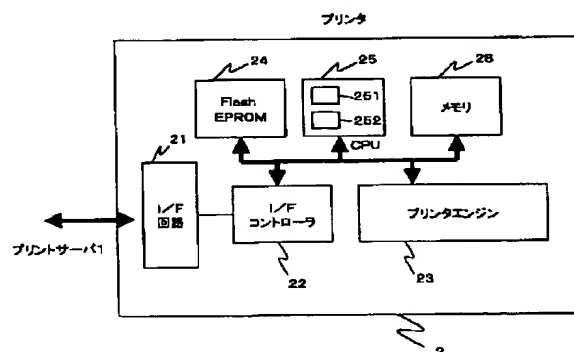 プリンタ
24
25
26
Flash
EPROM
251
252
CPU
メモリ
21
I/F
回路
I/F
コントローラ
プリンタエンジン
プリントサーバ1
22
23
2